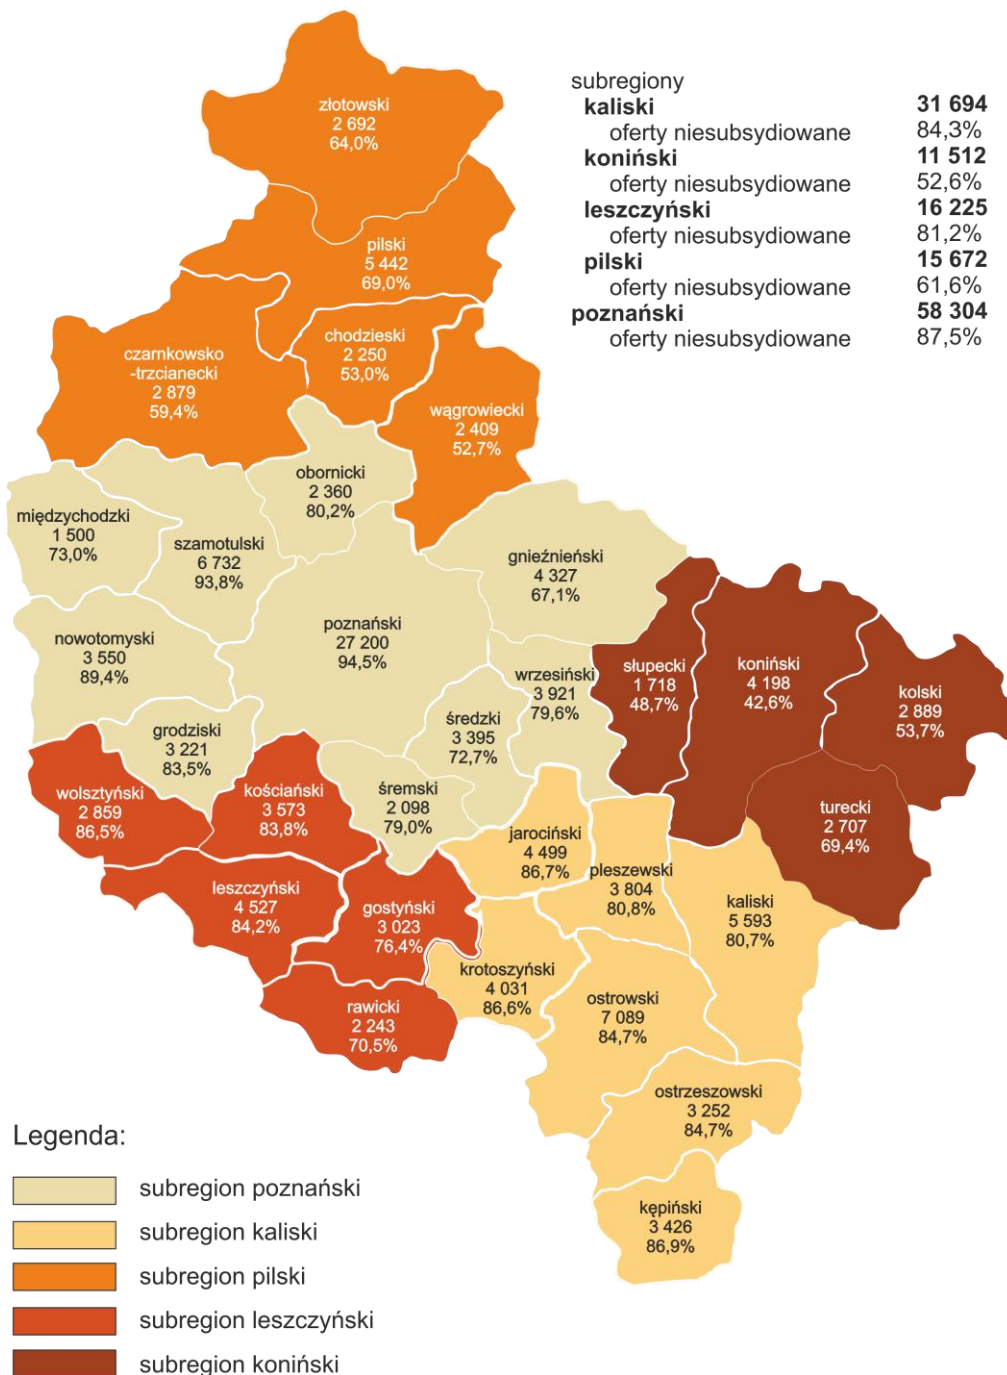 subregiony
kaliski 31 694
oferty niesubsydiowane 84,3%
koniński 11 512
oferty niesubsydiowane 52,6%
leszczyński 16 225
oferty niesubsydiowane 81,2%
pilski 15 672
oferty niesubsydiowane 61,6%
poznański 58 304
oferty niesubsydiowane 87,5%
złotowski
2 692
64,0%
pilski
5 442
69,0%
chodzieski
2 250
53,0%
czarnkowsko
-trzcianecki
2 879
59,4%
wągrowiecki
2 409
52,7%
obornicki
2 360
80,2%
międzychodzki
1 500
73,0%
szamotulski
6 732
93,8%
gnieźnieński
4 327
67,1%
nowotomyski
3 550
89,4%
poznański
27 200
94,5%
wrzesiński
3 921
79,6%
słupecki
1 718
48,7%
koniński
4 198
42,6%
kolski
2 889
53,7%
grodziski
3 221
83,5%
średzki
3 395
72,7%
wolsztyński
2 859
86,5%
kościański
3 573
83,8%
śremski
2 098
79,0%
turecki
2 707
69,4%
jarociński
4 499
86,7%
pleszewski
3 804
80,8%
leszczyński
4 527
84,2%
gostyński
3 023
76,4%
kaliski
5 593
80,7%
krotoszyński
4 031
86,6%
ostrowski
7 089
84,7%
rawicki
2 243
70,5%
ostrzeszowski
3 252
84,7%
kępiński
3 426
86,9%
Legenda:
subregion poznański
subregion kaliski
subregion pilski
subregion leszczyński
subregion koniński